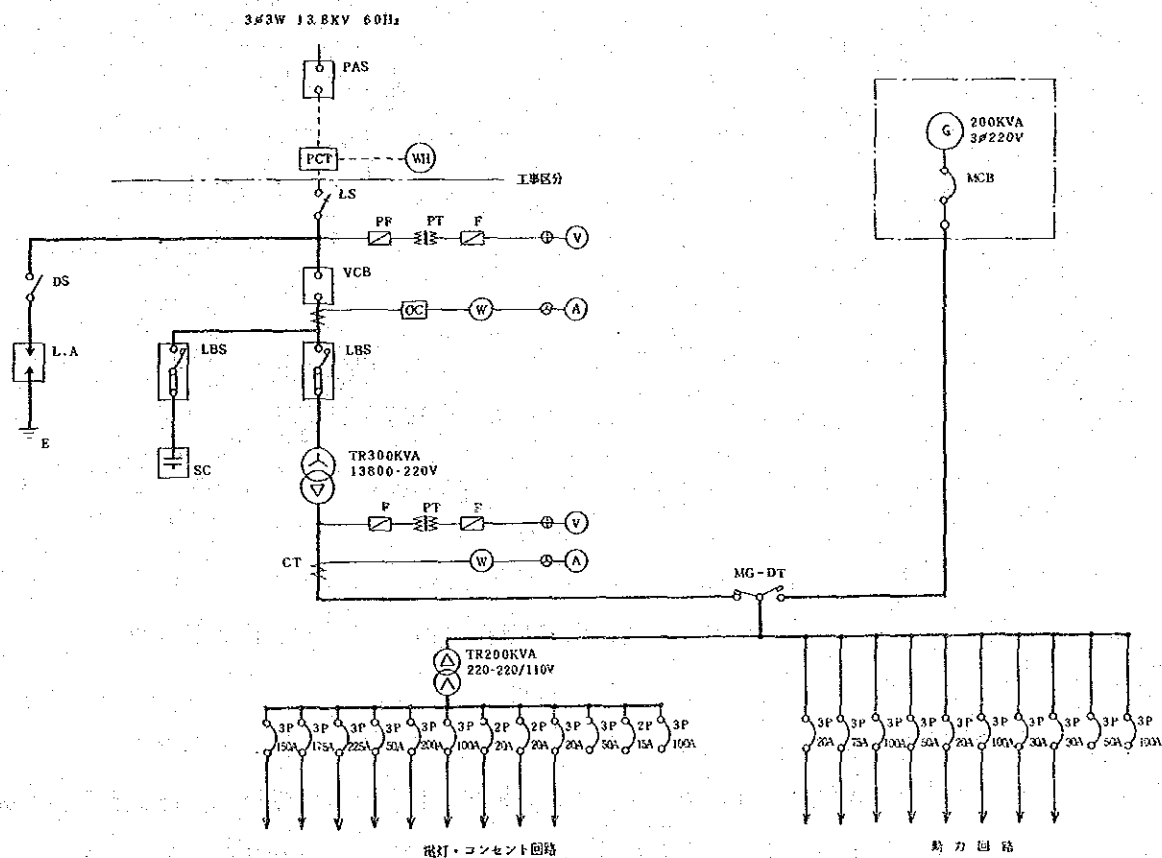 3ø3W 13.8KV 60Hz
PAS
PCT
WH
工事区分
LS
PF
PT
F
V
DS
VCB
OC
W
A
L.A
LBS
LBS
E
SC
TR300KVA
13800-220V
F
PT
F
V
CT
W
A
G
200KVA
3ø220V
MCB
MG-DT
TR200KVA
220-220/110V
3P 3P 3P 3P 3P 3P 2P 2P 3P 3P 2P 3P
150A 175A 225A 50A 200A 100A 20A 20A 20A 50A 15A 100A
3P 3P 3P 3P 3P 3P 3P 3P 3P 3P
20A 75A 100A 50A 20A 100A 30A 30A 50A 100A
電灯・コンセント回路
動力回路